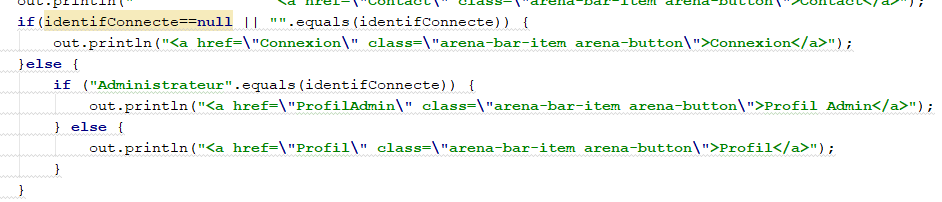 out.println("                <a href=\"Contact\" class=\"arena-bar-item arena-button\">Contact</a>");
if(identifConnecte==null || "".equals(identifConnecte)) {
    out.println("<a href=\"Connexion\" class=\"arena-bar-item arena-button\">Connexion</a>");
}else {
    if ("Administrateur".equals(identifConnecte)) {
        out.println("<a href=\"ProfilAdmin\" class=\"arena-bar-item arena-button\">Profil Admin</a>");
    } else {
        out.println("<a href=\"Profil\" class=\"arena-bar-item arena-button\">Profil</a>");
    }
}